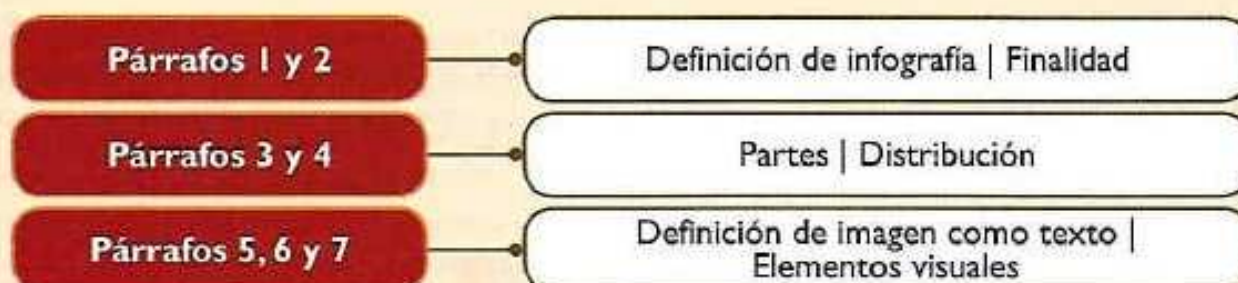 Párrafos 1 y 2
Definición de infografía | Finalidad
Párrafos 3 y 4
Partes | Distribución
Párrafos 5, 6 y 7
Definición de imagen como texto |
Elementos visuales